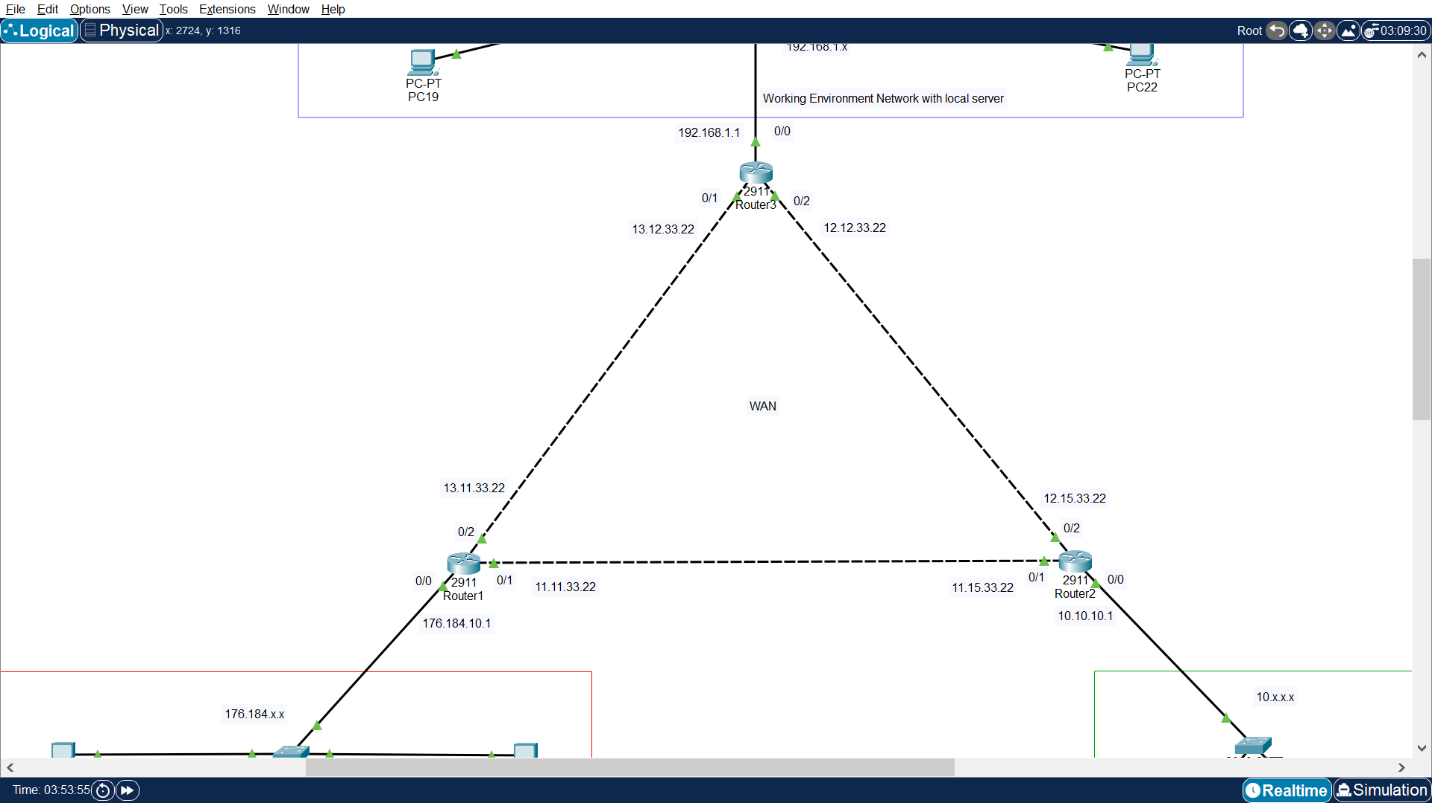 File Edit Options View Tools Extensions Window Help
Logical Physical x: 2724, y: 1316 Root 03:09:30
192.168.1.x
PC-PT
PC19
PC-PT
PC22
Working Environment Network with local server
192.168.1.1 0/0
2911
Router3
0/1 0/2
13.12.33.22 12.12.33.22
WAN
13.11.33.22 12.15.33.22
0/2 0/2
0/0 2911 0/1 11.11.33.22
Router1
11.15.33.22 0/1 2911 0/0
Router2
176.184.10.1 10.10.10.1
176.184.x.x 10.x.x.x
Time: 03:53:55 Realtime Simulation